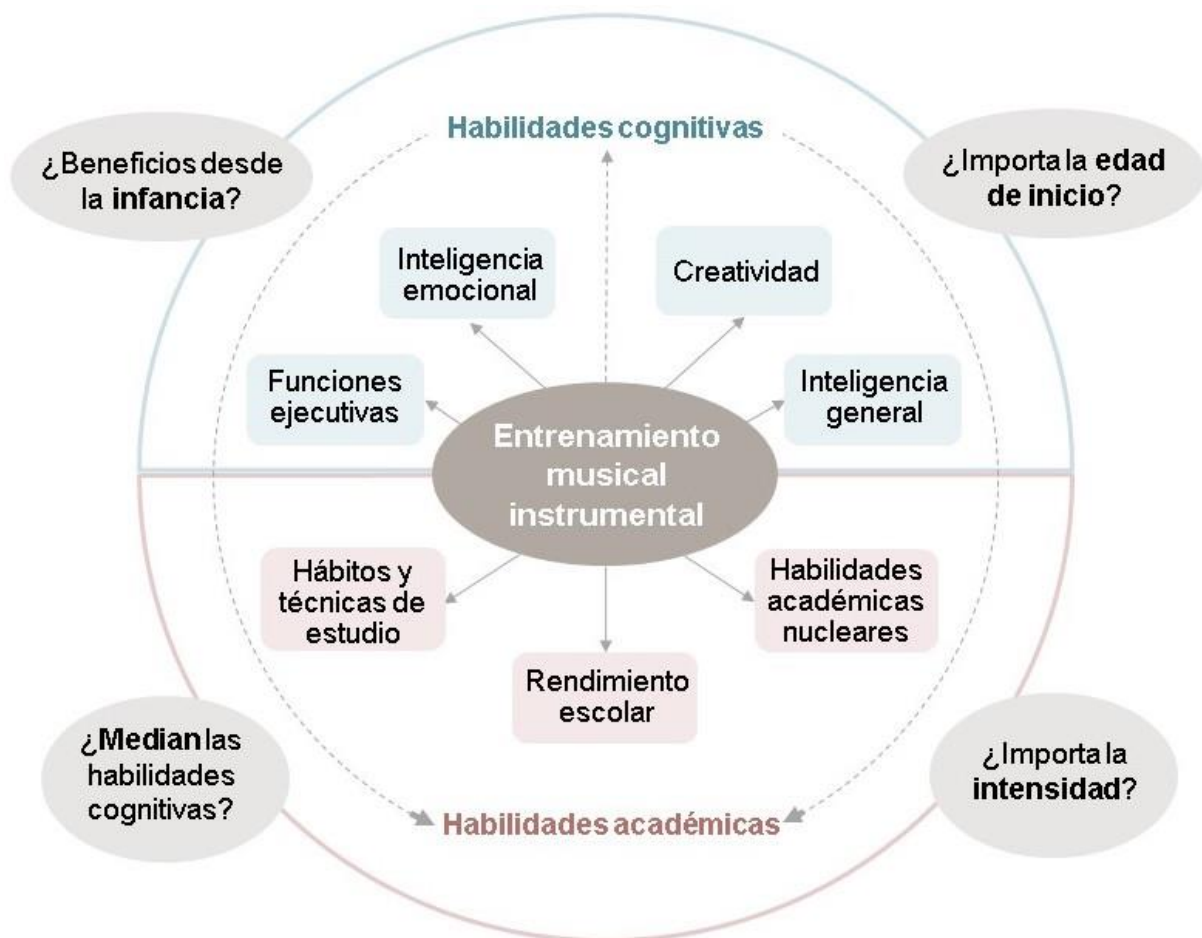 Habilidades cognitivas
¿Beneficios desde
la infancia?
¿Importa la edad
de inicio?
Inteligencia
emocional
Creatividad
Funciones
ejecutivas
Inteligencia
general
Entrenamiento
musical
instrumental
Hábitos y
técnicas de
estudio
Habilidades
académicas
nucleares
Rendimiento
escolar
¿Median las
habilidades
cognitivas?
¿Importa la
intensidad?
Habilidades académicas